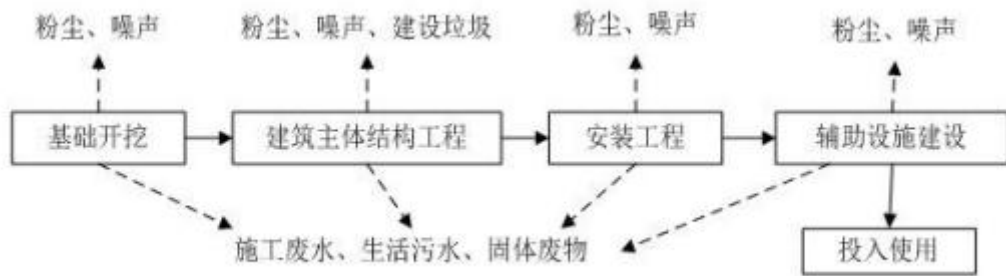 粉尘、噪声
粉尘、噪声、建设垃圾
粉尘、噪声
粉尘、噪声
基础开挖
建筑主体结构工程
安装工程
辅助设施建设
施工废水、生活污水、固体废物
投入使用